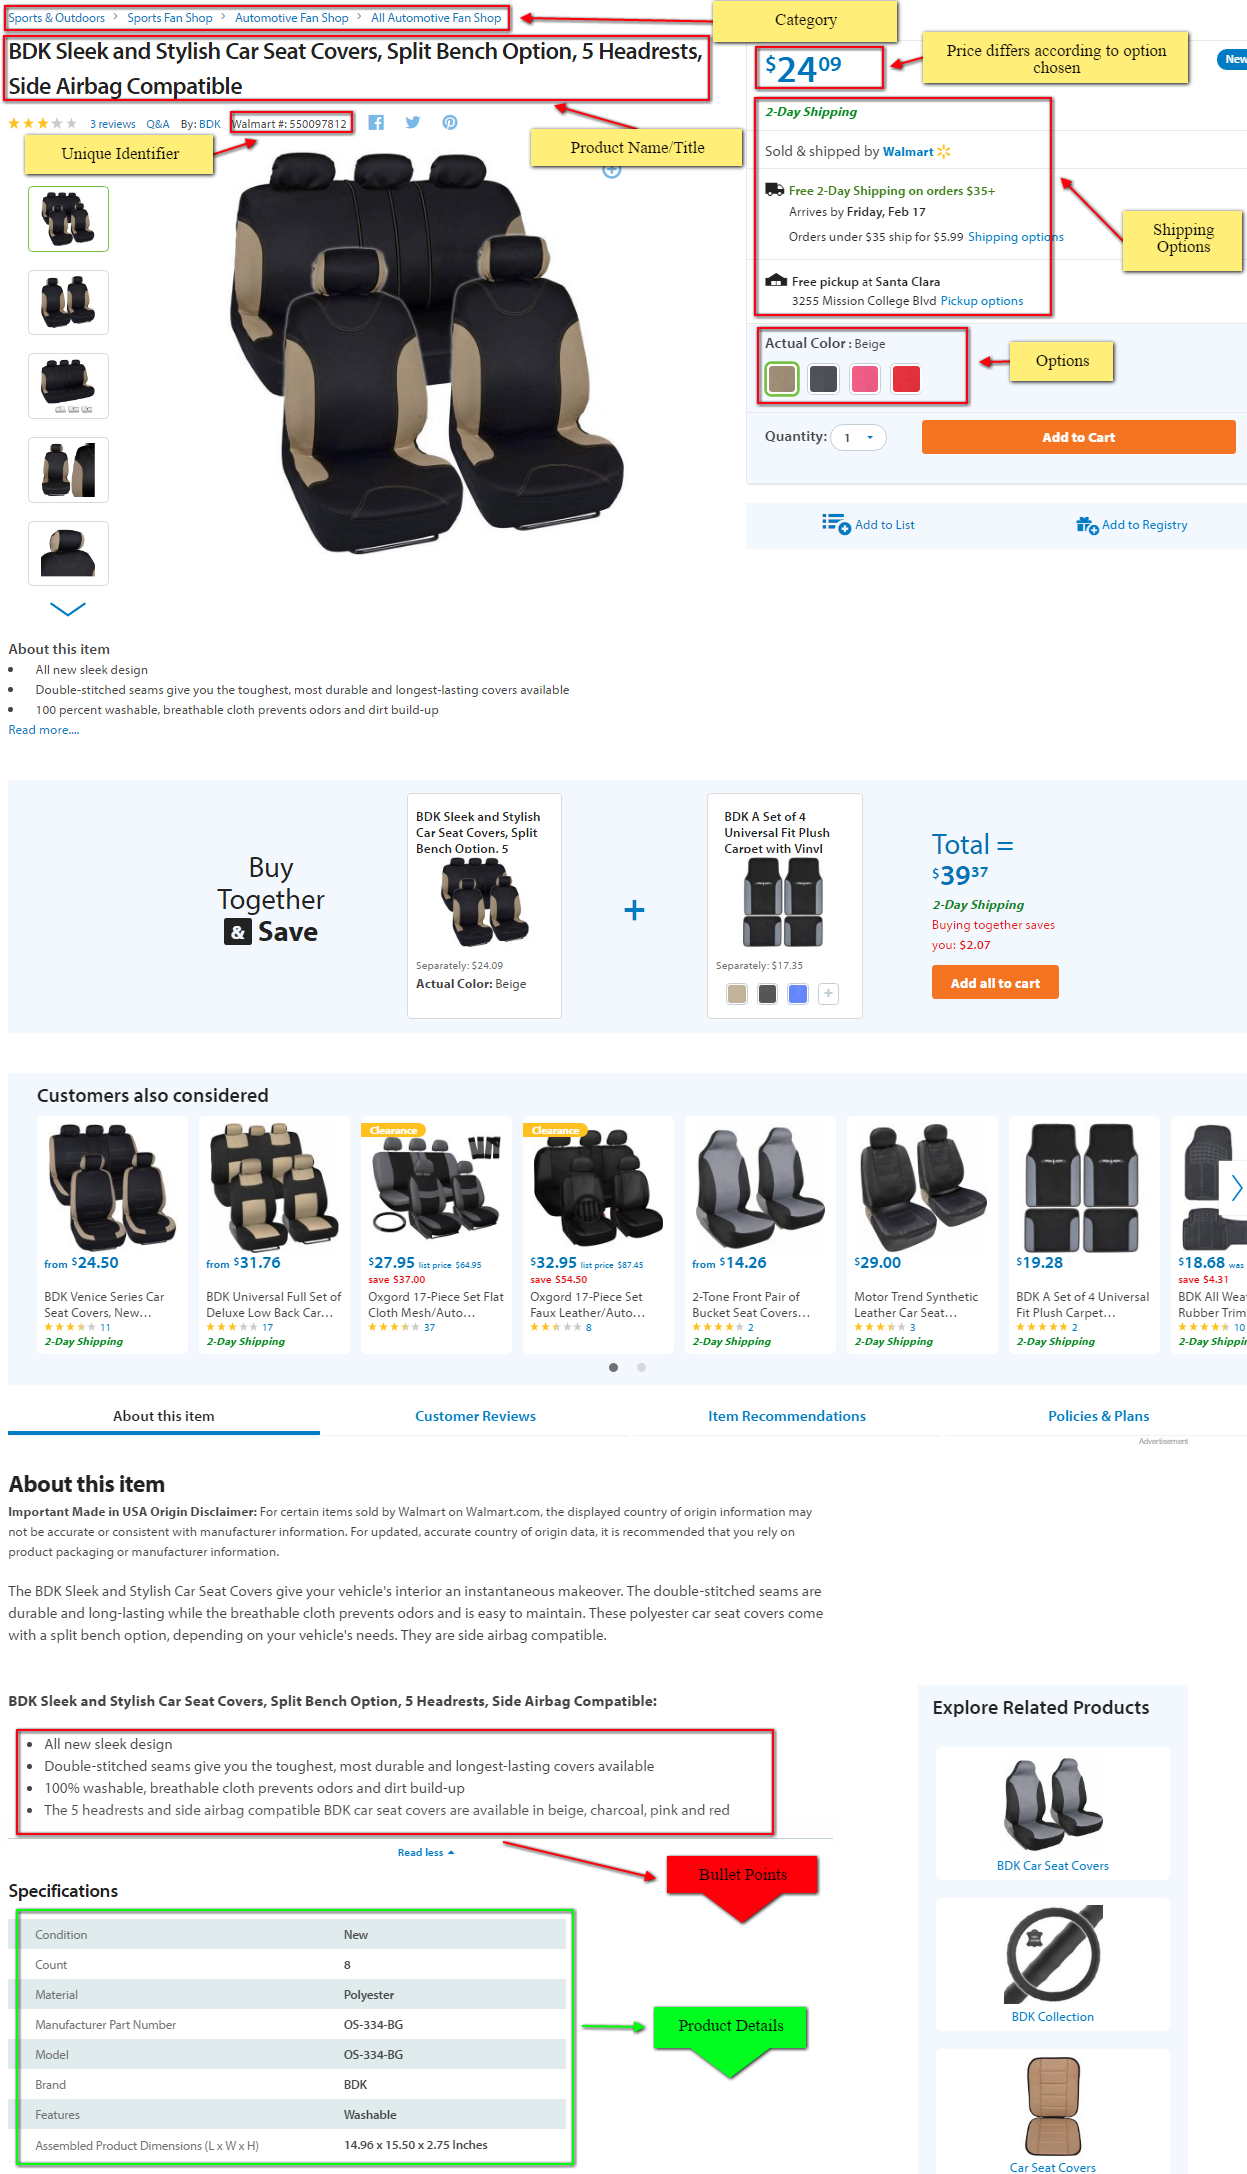 Sports & Outdoors > Sports Fan Shop > Automotive Fan Shop > All Automotive Fan Shop
Category
BDK Sleek and Stylish Car Seat Covers, Split Bench Option, 5 Headrests,
Side Airbag Compatible
3 reviews Q&A By: BDK Walmart #: 550097812
Unique Identifier
Product Name/Title
$24.09
Price differs according to option
chosen
New
2-Day Shipping
Sold & shipped by Walmart
Free 2-Day Shipping on orders $35+
Arrives by Friday, Feb 17
Orders under $35 ship for $5.99 Shipping options
Shipping
Options
Free pickup at Santa Clara
3255 Mission College Blvd Pickup options
Actual Color : Beige
Options
Quantity: 1
Add to Cart
Add to List
Add to Registry
About this item
• All new sleek design
• Double-stitched seams give you the toughest, most durable and longest-lasting covers available
• 100 percent washable, breathable cloth prevents odors and dirt build-up
Read more....
Buy
Together
& Save
BDK Sleek and Stylish
Car Seat Covers, Split
Bench Option, 5
Separately: $24.09
Actual Color: Beige
+
BDK A Set of 4
Universal Fit Plush
Carpet with Vinyl
Separately: $17.35
+
Total =
$39.37
2-Day Shipping
Buying together saves
you: $2.07
Add all to cart
Customers also considered
from $24.50
BDK Venice Series Car
Seat Covers, New...
11
2-Day Shipping
from $31.76
BDK Universal Full Set of
Deluxe Low Back Car...
17
2-Day Shipping
Clearance
$27.95 list price $64.95
save $37.00
Oxgord 17-Piece Set Flat
Cloth Mesh/Auto...
37
Clearance
$32.95 list price $87.45
save $54.50
Oxgord 17-Piece Set
Faux Leather/Auto...
8
from $14.26
2-Tone Front Pair of
Bucket Seat Covers...
2
2-Day Shipping
$29.00
Motor Trend Synthetic
Leather Car Seat...
3
2-Day Shipping
$19.28
BDK A Set of 4 Universal
Fit Plush Carpet...
2
2-Day Shipping
$18.68 was
save $4.31
BDK All Weat
Rubber Trim
10
2-Day Shippin
About this item
Customer Reviews
Item Recommendations
Policies & Plans
Advertisement
About this item
Important Made in USA Origin Disclaimer: For certain items sold by Walmart on Walmart.com, the displayed country of origin information may
not be accurate or consistent with manufacturer information. For updated, accurate country of origin data, it is recommended that you rely on
product packaging or manufacturer information.
The BDK Sleek and Stylish Car Seat Covers give your vehicle's interior an instantaneous makeover. The double-stitched seams are
durable and long-lasting while the breathable cloth prevents odors and is easy to maintain. These polyester car seat covers come
with a split bench option, depending on your vehicle's needs. They are side airbag compatible.
BDK Sleek and Stylish Car Seat Covers, Split Bench Option, 5 Headrests, Side Airbag Compatible:
• All new sleek design
• Double-stitched seams give you the toughest, most durable and longest-lasting covers available
• 100% washable, breathable cloth prevents odors and dirt build-up
• The 5 headrests and side airbag compatible BDK car seat covers are available in beige, charcoal, pink and red
Read less
Bullet Points
Specifications
Condition New
Count 8
Material Polyester
Manufacturer Part Number OS-334-BG
Model OS-334-BG
Brand BDK
Features Washable
Assembled Product Dimensions (L x W x H) 14.96 x 15.50 x 2.75 Inches
Product Details
Explore Related Products
BDK Car Seat Covers
BDK Collection
Car Seat Covers